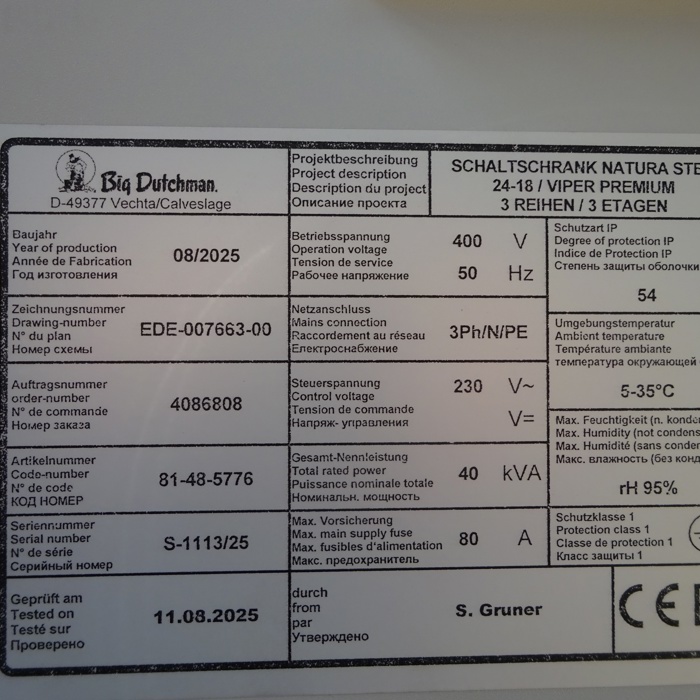 Big Dutchman.
D-49377 Vechta/Calveslage
Projektbeschreibung
Project description
Description du project
Описание проекта
SCHALTSCHRANK NATURA STE
24-18 / VIPER PREMIUM
3 REIHEN / 3 ETAGEN
Baujahr
Year of production
Année de Fabrication
Год изготовления
08/2025
Betriebsspannung
Operation voltage
Tension de service
Рабочее напряжение
400 V
50 Hz
Schutzart IP
Degree of protection IP
Indice de Protection IP
Степень защиты оболочки
54
Zeichnungsnummer
Drawing-number
N° du plan
Номер схемы
EDE-007663-00
Netzanschluss
Mains connection
Raccordement au réseau
Електроснабжение
3Ph/N/PE
Umgebungstemperatur
Ambient temperature
Température ambiante
температура окружающей
5-35°C
Auftragsnummer
order-number
N° de commande
Номер заказа
4086808
Steuerspannung
Control voltage
Tension de commande
Напряж- управления
230 V~
V=
Max. Feuchtigkeit (n. konde
Max. Humidity (not condens
Max. Humidité (sans conder
Макс. влажность (без конд
rH 95%
Artikelnummer
Code-number
N° de code
КОД НОМЕР
81-48-5776
Gesamt-Nennleistung
Total rated power
Puissance nominale totale
Номинальн. мощность
40 kVA
Seriennummer
Serial number
N° de série
Серийный номер
S-1113/25
Max. Vorsicherung
Max. main supply fuse
Max. fusibles d'alimentation
Макс. предохранитель
80 A
Schutzklasse 1
Protection class 1
Classe de protection 1
Класс защиты 1
Geprüft am
Tested on
Testé sur
Проверено
11.08.2025
durch
from
par
Утверждено
S. Gruner
CE